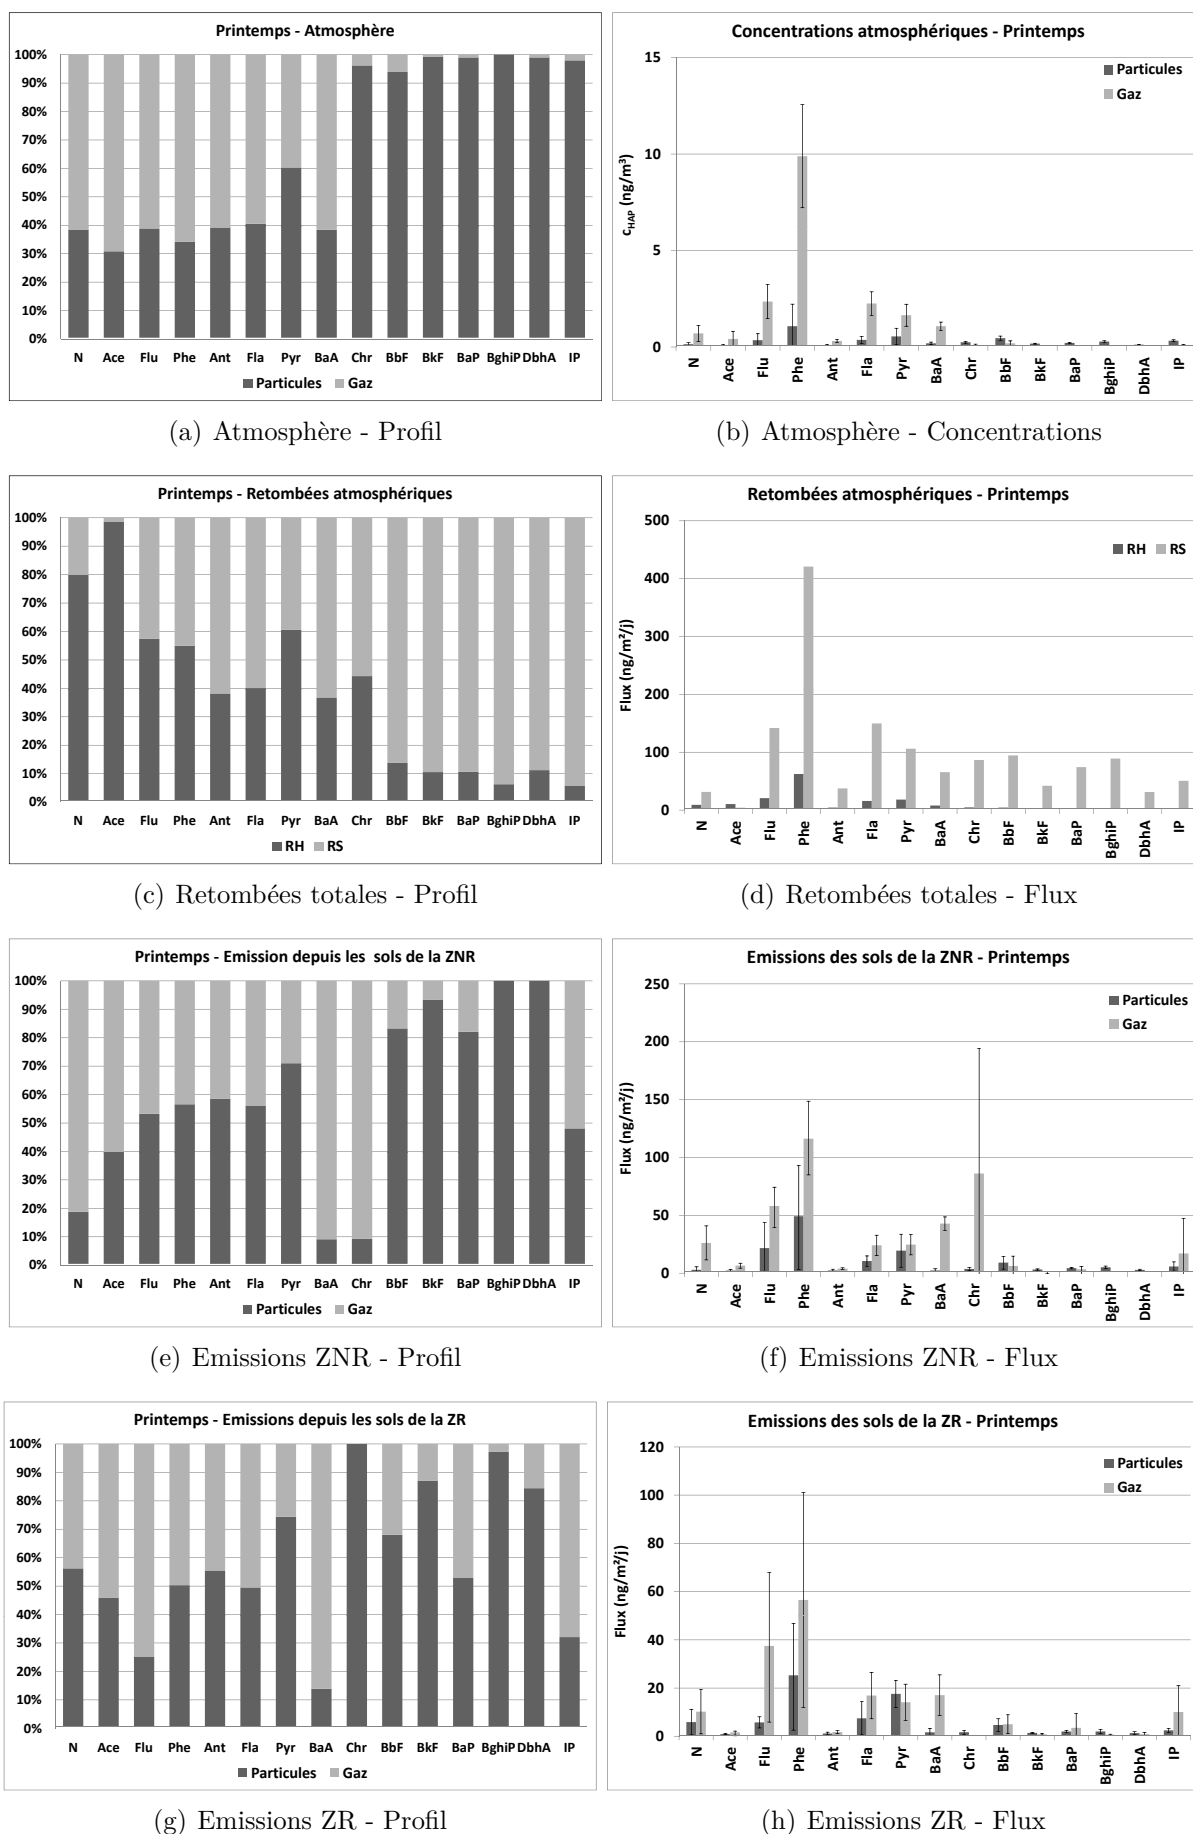 Printemps - Atmosphère
100%
90%
80%
70%
60%
50%
40%
30%
20%
10%
0%
N Ace Flu Phe Ant Fla Pyr BaA Chr BbF BkF BaP BghiP DbhA IP
Particules Gaz
(a) Atmosphère - Profil
Concentrations atmosphériques - Printemps
15
10
5
0
c_HAP (ng/m³)
Particules
Gaz
N Ace Flu Phe Ant Fla Pyr BaA Chr BbF BkF BaP BghiP DbhA IP
(b) Atmosphère - Concentrations
Printemps - Retombées atmosphériques
100%
90%
80%
70%
60%
50%
40%
30%
20%
10%
0%
N Ace Flu Phe Ant Fla Pyr BaA Chr BbF BkF BaP BghiP DbhA IP
RH RS
(c) Retombées totales - Profil
Retombées atmosphériques - Printemps
500
400
300
200
100
0
Flux (ng/m²/j)
RH RS
N Ace Flu Phe Ant Fla Pyr BaA Chr BbF BkF BaP BghiP DbhA IP
(d) Retombées totales - Flux
Printemps - Emission depuis les sols de la ZNR
100%
90%
80%
70%
60%
50%
40%
30%
20%
10%
0%
N Ace Flu Phe Ant Fla Pyr BaA Chr BbF BkF BaP BghiP DbhA IP
Particules Gaz
(e) Emissions ZNR - Profil
Emissions des sols de la ZNR - Printemps
250
200
150
100
50
0
Flux (ng/m²/j)
Particules
Gaz
N Ace Flu Phe Ant Fla Pyr BaA Chr BbF BkF BaP BghiP DbhA IP
(f) Emissions ZNR - Flux
Printemps - Emissions depuis les sols de la ZR
100%
90%
80%
70%
60%
50%
40%
30%
20%
10%
0%
N Ace Flu Phe Ant Fla Pyr BaA Chr BbF BkF BaP BghiP DbhA IP
Particules Gaz
(g) Emissions ZR - Profil
Emissions des sols de la ZR - Printemps
120
100
80
60
40
20
0
Flux (ng/m²/j)
Particules
Gaz
N Ace Flu Phe Ant Fla Pyr BaA Chr BbF BkF BaP BghiP DbhA IP
(h) Emissions ZR - Flux